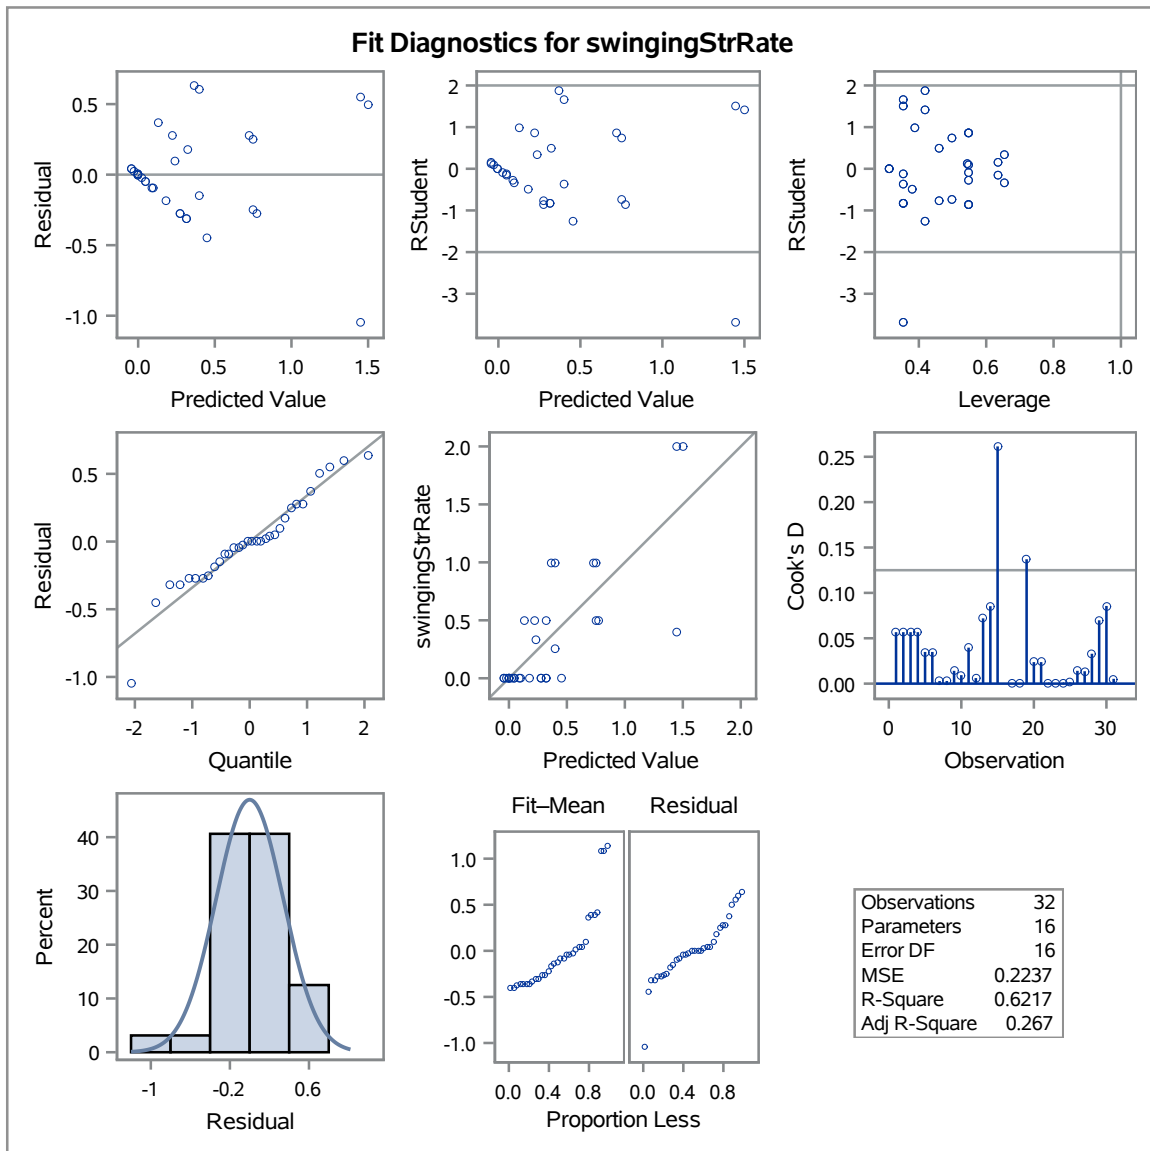 Fit Diagnostics for swingingStrRate
0.5
0.0
-0.5
-1.0
Residual
0.0 0.5 1.0 1.5
Predicted Value
2
1
0
-1
-2
-3
RStudent
0.0 0.5 1.0 1.5
Predicted Value
2
1
0
-1
-2
-3
RStudent
0.4 0.6 0.8 1.0
Leverage
0.5
0.0
-0.5
-1.0
Residual
-2 -1 0 1 2
Quantile
2.0
1.5
1.0
0.5
0.0
swingingStrRate
0.0 0.5 1.0 1.5 2.0
Predicted Value
0.25
0.20
0.15
0.10
0.05
0.00
Cook's D
0 10 20 30
Observation
40
30
20
10
0
Percent
-1 -0.2 0.6
Residual
Fit–Mean Residual
1.0
0.5
0.0
-0.5
-1.0
0.0 0.4 0.8 0.0 0.4 0.8
Proportion Less
Observations 32
Parameters 16
Error DF 16
MSE 0.2237
R-Square 0.6217
Adj R-Square 0.267